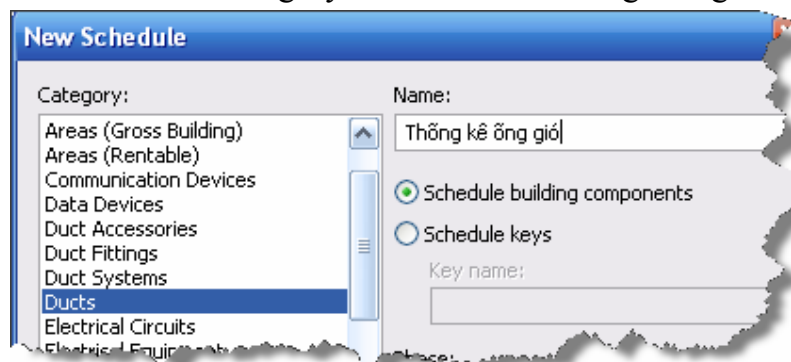 New Schedule
Category:
Areas (Gross Building)
Areas (Rentable)
Communication Devices
Data Devices
Duct Accessories
Duct Fittings
Duct Systems
Ducts
Electrical Circuits
Name:
Thống kê ống gió
Schedule building components
Schedule keys
Key name: